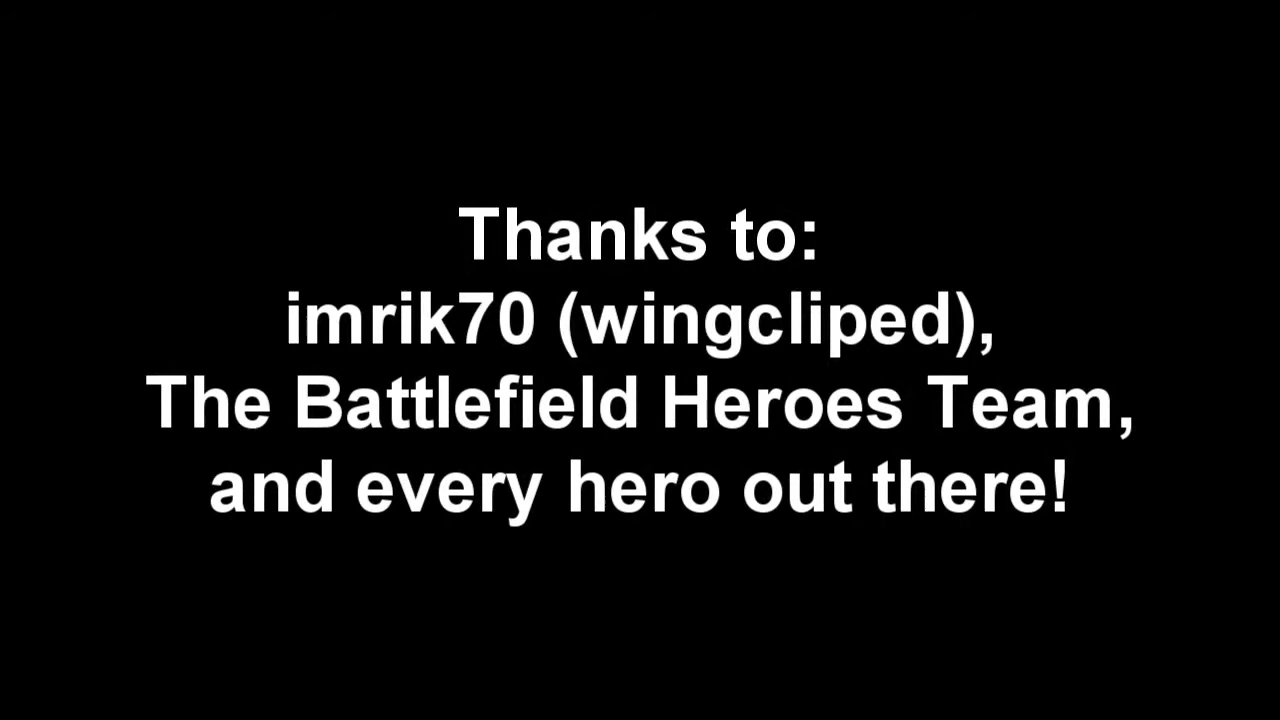 Thanks to:
imrik70 (wingcliped),
The Battlefield Heroes Team,
and every hero out there!